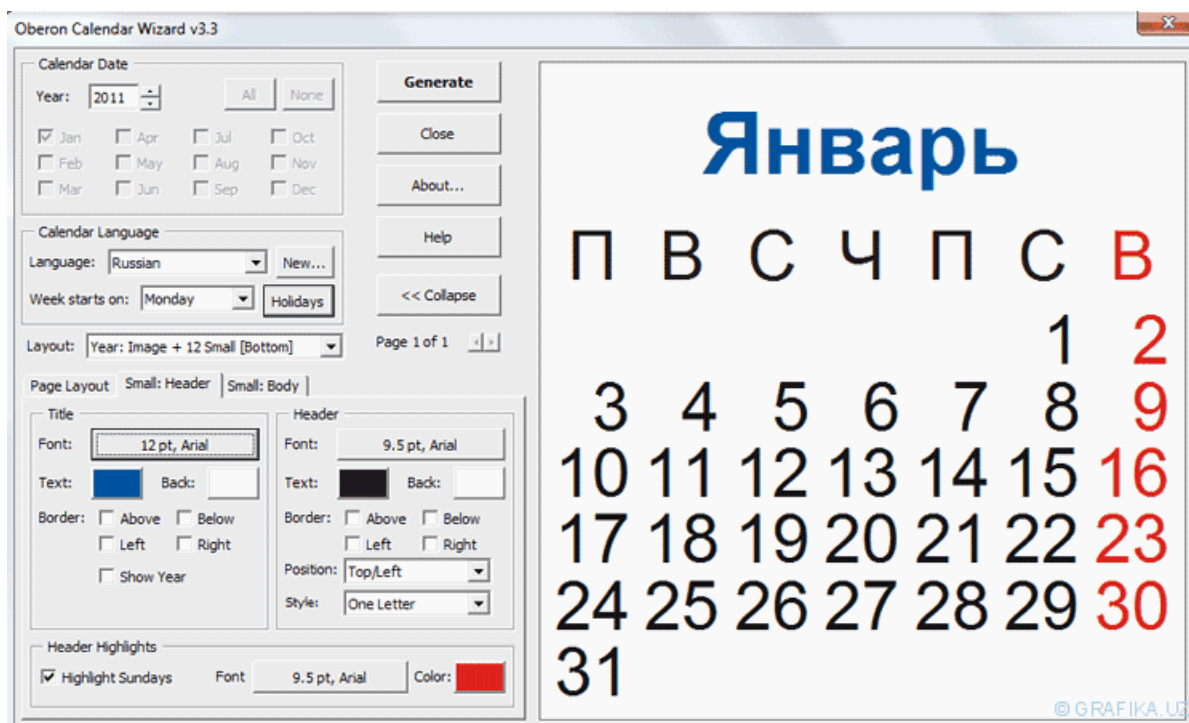 Oberon Calendar Wizard v3.3
Calendar Date
Year: 2011 All None
Jan Apr Jul Oct
Feb May Aug Nov
Mar Jun Sep Dec
Calendar Language
Language: Russian New...
Week starts on: Monday Holidays
Layout: Year: Image + 12 Small [Bottom]
Generate
Close
About...
Help
<< Collapse
Page 1 of 1
Page Layout Small: Header Small: Body
Title
Font: 12 pt, Arial
Text: Back:
Border: Above Below
Left Right
Show Year
Header
Font: 9.5 pt, Arial
Text: Back:
Border: Above Below
Left Right
Position: Top/Left
Style: One Letter
Header Highlights
Highlight Sundays Font 9.5 pt, Arial Color:
Январь
П В С Ч П С В
1 2
3 4 5 6 7 8 9
10 11 12 13 14 15 16
17 18 19 20 21 22 23
24 25 26 27 28 29 30
31
© GRAFIKA.UZ